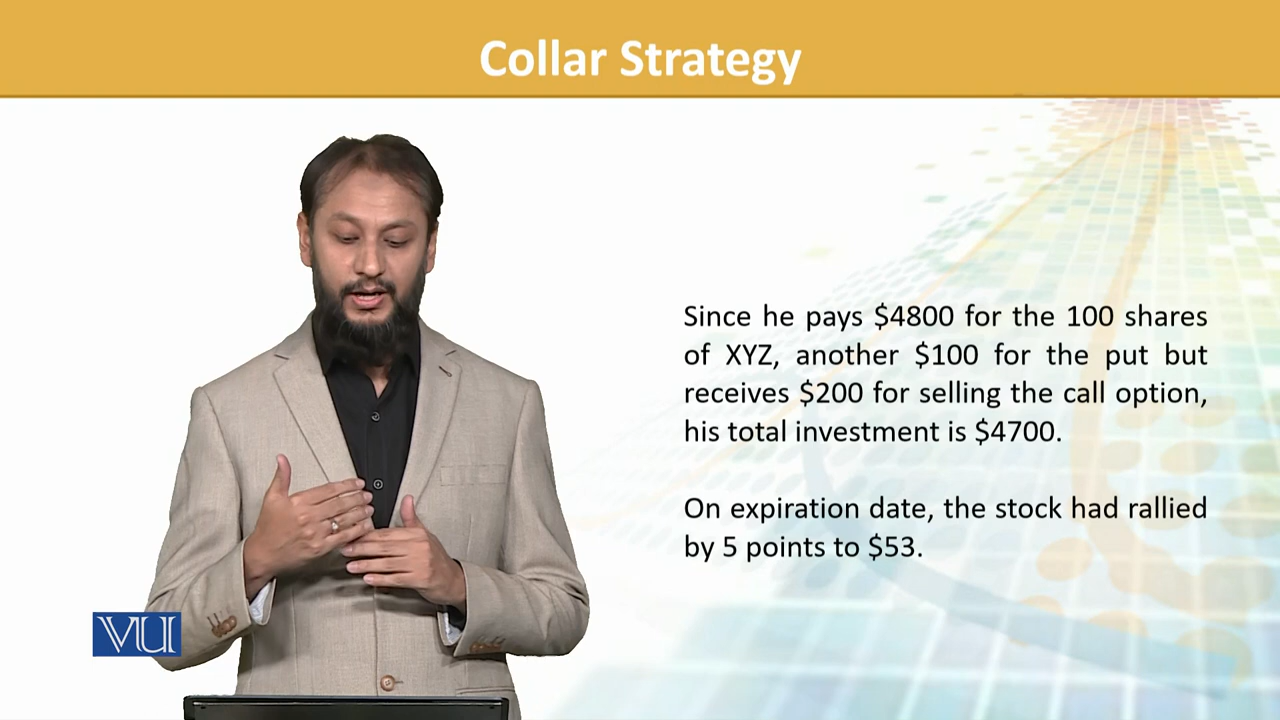 Collar Strategy
Since he pays $4800 for the 100 shares
of XYZ, another $100 for the put but
receives $200 for selling the call option,
his total investment is $4700.
On expiration date, the stock had rallied
by 5 points to $53.
VU